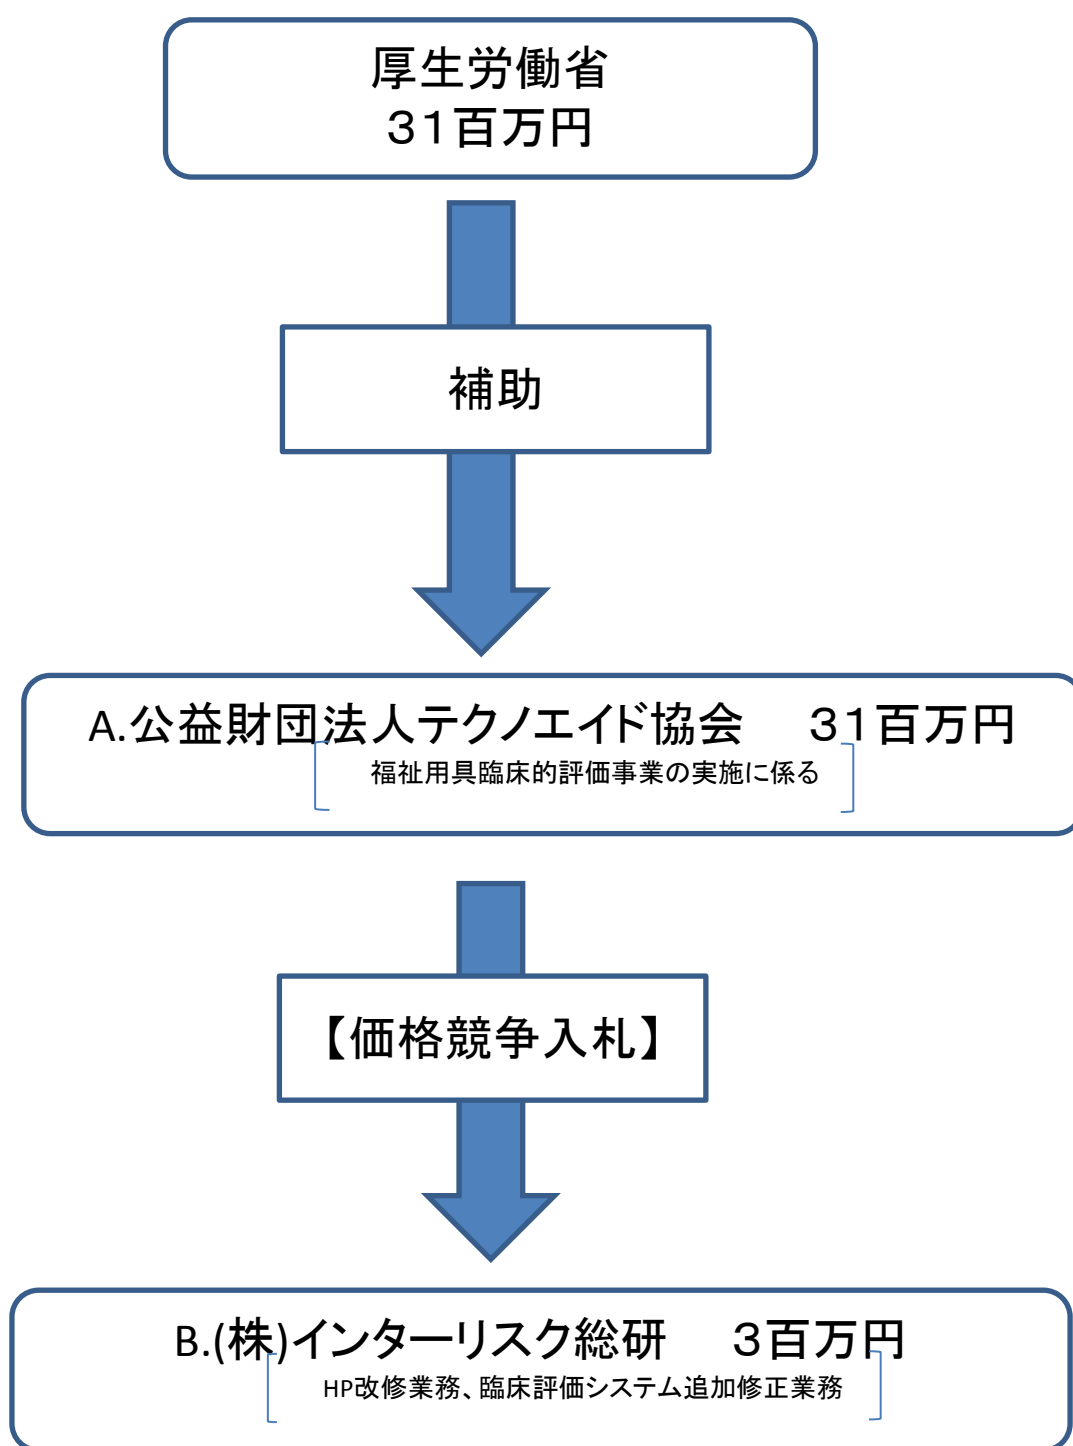 厚生労働省
３１百万円
補助
A.公益財団法人テクノエイド協会　３１百万円
福祉用具臨床的評価事業の実施に係る
【価格競争入札】
B.(株)インターリスク総研　３百万円
HP改修業務、臨床評価システム追加修正業務